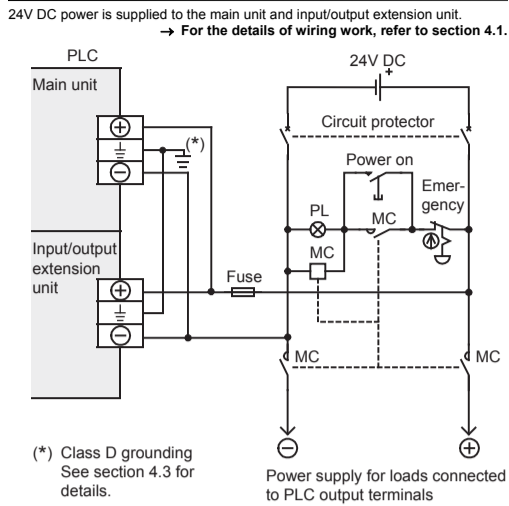 24V DC power is supplied to the main unit and input/output extension unit.
→ For the details of wiring work, refer to section 4.1.
PLC
24V DC
+
Main unit
Circuit protector
(*)
Power on
Emer-
gency
PL
MC
MC
Input/output
extension
unit
Fuse
MC
MC
(*) Class D grounding
See section 4.3 for
details.
Power supply for loads connected
to PLC output terminals